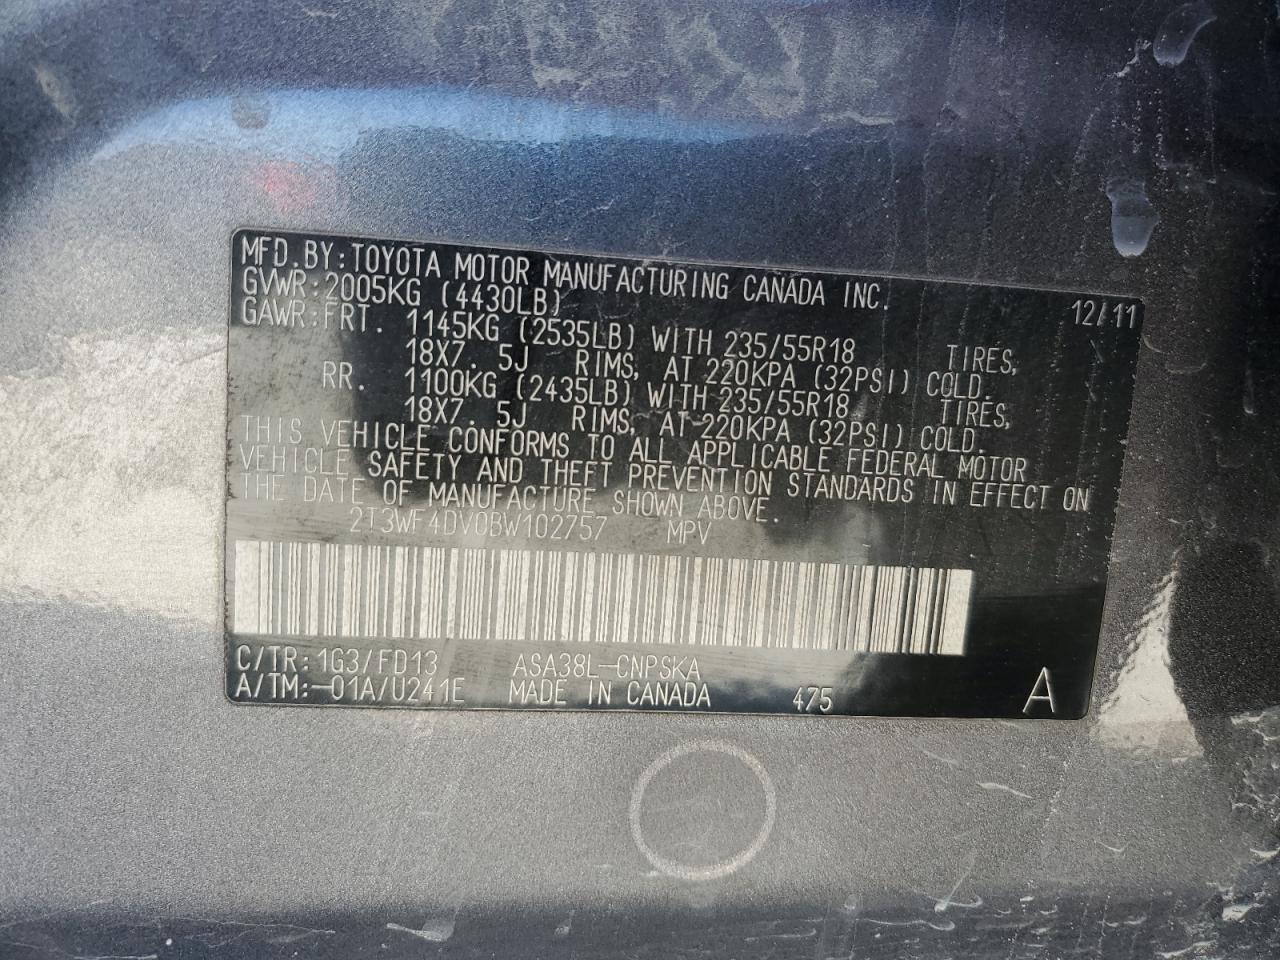 MFD.BY:TOYOTA MOTOR MANUFACTURING CANADA INC.
GVWR:2005KG (4430LB) 12/11
GAWR:FRT. 1145KG (2535LB) WITH 235/55R18 TIRES,
18X7. 5J RIMS, AT 220KPA (32PSI) COLD.
RR. 1100KG (2435LB) WITH 235/55R18 TIRES,
18X7. 5J RIMS, AT 220KPA (32PSI) COLD.
THIS VEHICLE CONFORMS TO ALL APPLICABLE FEDERAL MOTOR
VEHICLE SAFETY AND THEFT PREVENTION STANDARDS IN EFFECT ON
THE DATE OF MANUFACTURE SHOWN ABOVE.
2T3WF4DV0BW102757 MPV
C/TR:1G3/FD13 ASA38L-CNPSKA
A/TM:-01A/U241E MADE IN CANADA 475 A